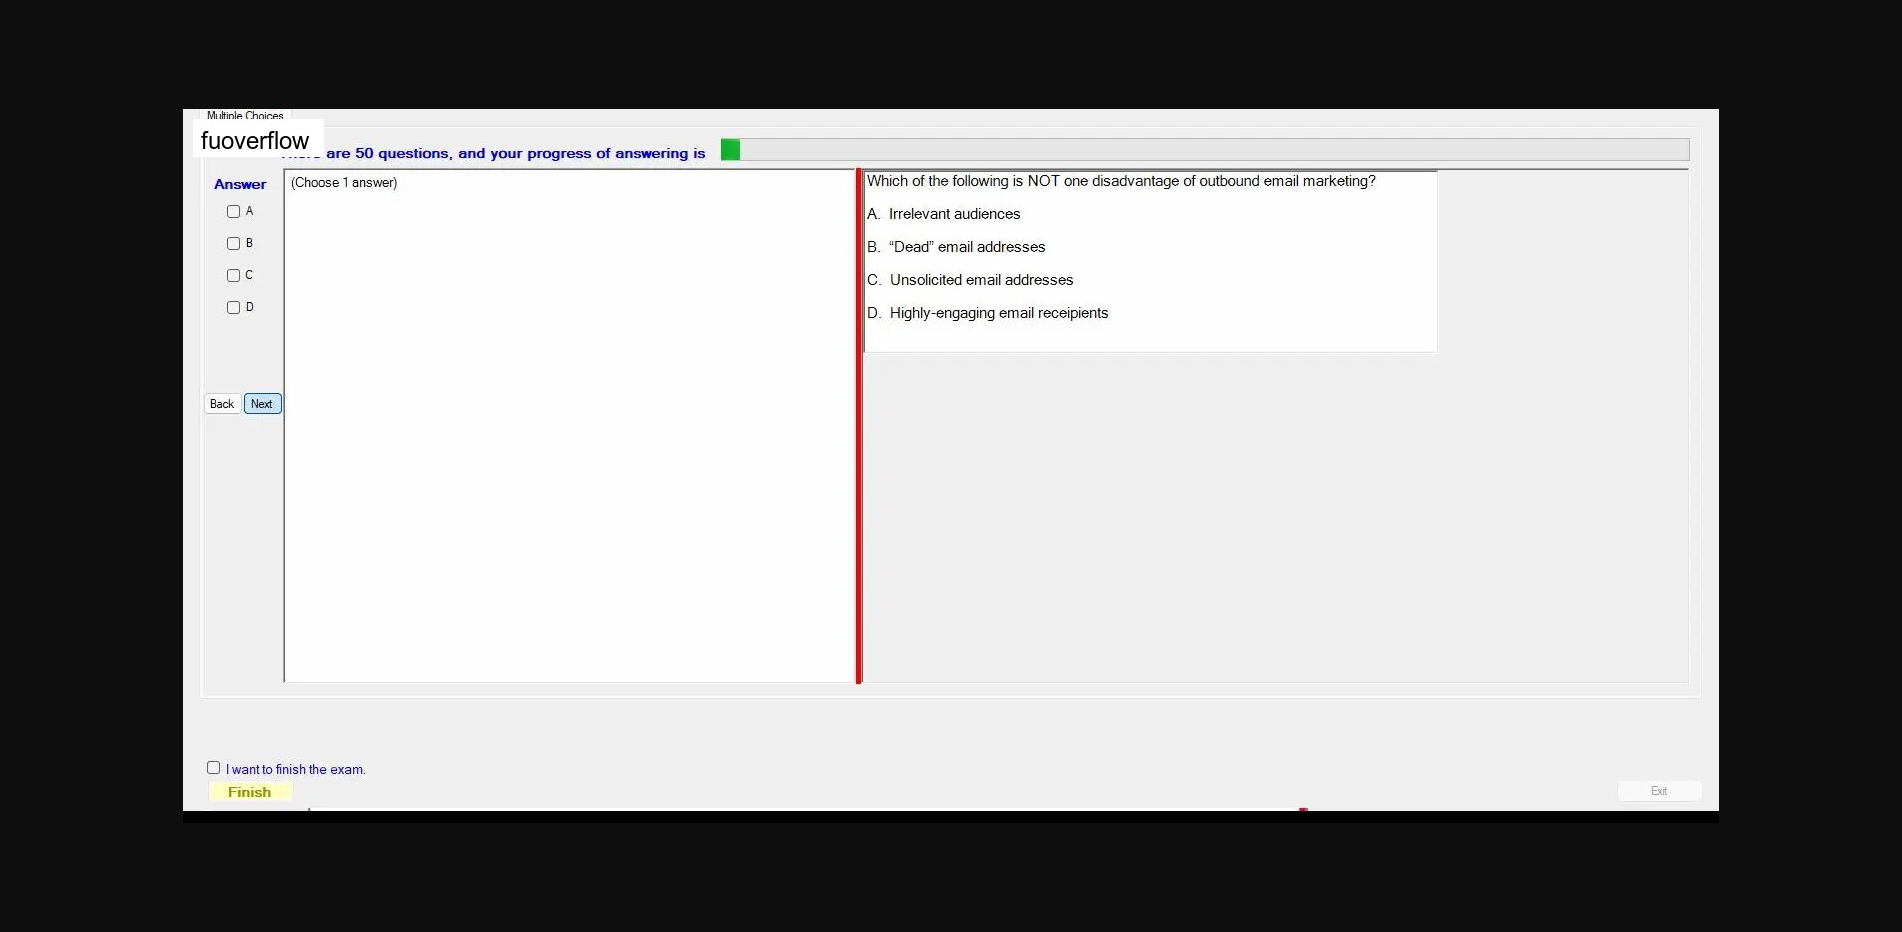 Multiple Choices
fuoverflow
are 50 questions, and your progress of answering is
Answer
(Choose 1 answer)
A
B
C
D
Back Next
Which of the following is NOT one disadvantage of outbound email marketing?
A. Irrelevant audiences
B. “Dead” email addresses
C. Unsolicited email addresses
D. Highly-engaging email receipients
I want to finish the exam.
Finish
Exit